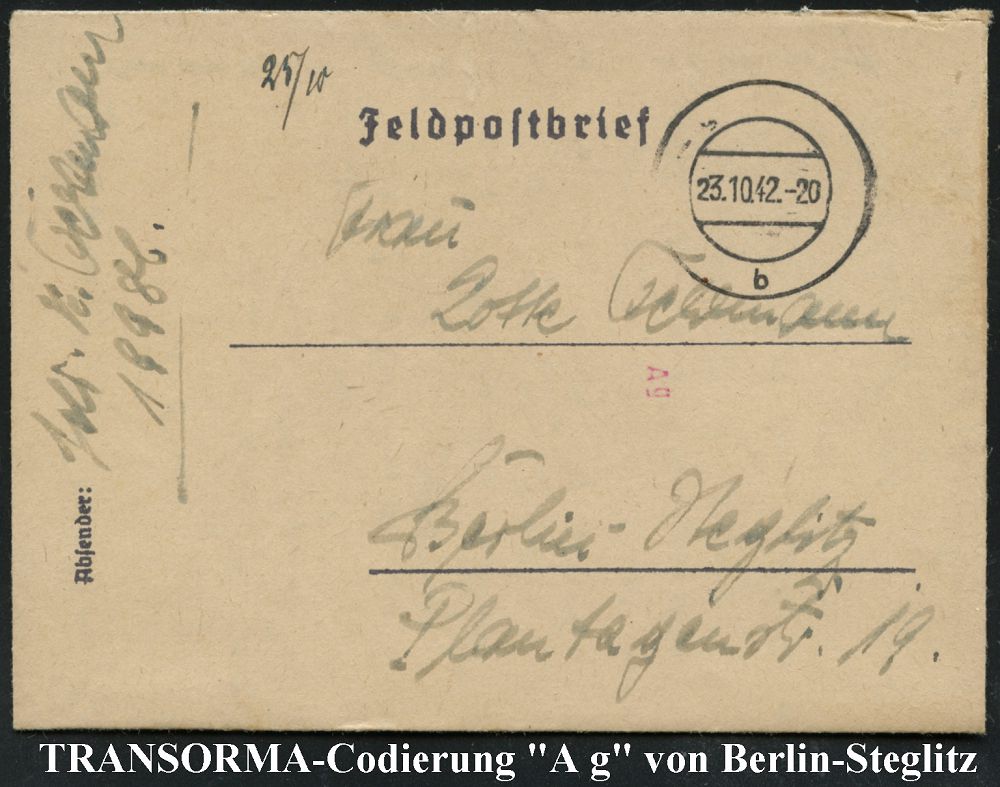 25/10
Feldpostbrief
23.10.42.-20
b
Frau
Lotte
Ag
Berlin-Steglitz
Plantagenstr. 19.
Absender:
19986.
TRANSORMA-Codierung "A g" von Berlin-Steglitz